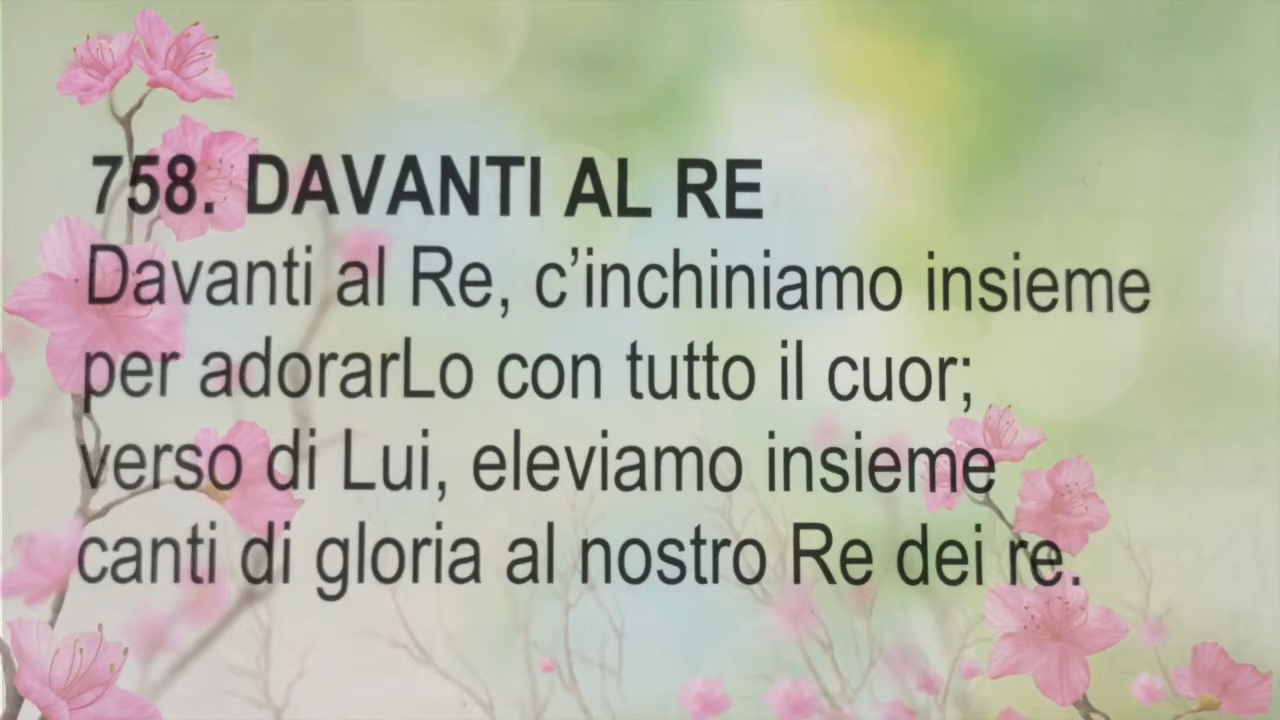 758. DAVANTI AL RE
Davanti al Re, c’inchiniamo insieme
per adorarLo con tutto il cuor;
verso di Lui, eleviamo insieme
canti di gloria al nostro Re dei re.